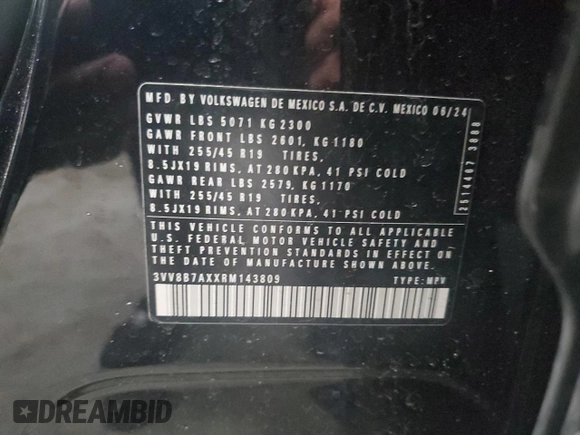 MFD. BY VOLKSWAGEN DE MEXICO S.A. DE C.V. MEXICO 06/24
GVWR LBS 5071 KG 2300
GAWR FRONT LBS 2601, KG 1180
WITH 255/45 R19 TIRES,
8.5JX19 RIMS, AT 280 KPA, 41 PSI COLD
GAWR REAR LBS 2579, KG 1170
WITH 255/45 R19 TIRES,
8.5JX19 RIMS, AT 280 KPA, 41 PSI COLD
THIS VEHICLE CONFORMS TO ALL APPLICABLE
U.S. FEDERAL MOTOR VEHICLE SAFETY AND
THEFT PREVENTION STANDARDS IN EFFECT ON
THE DATE OF MANUFACTURE SHOWN ABOVE.
3VV8B7AXXRM143809 TYPE: MPV
DREAMBID